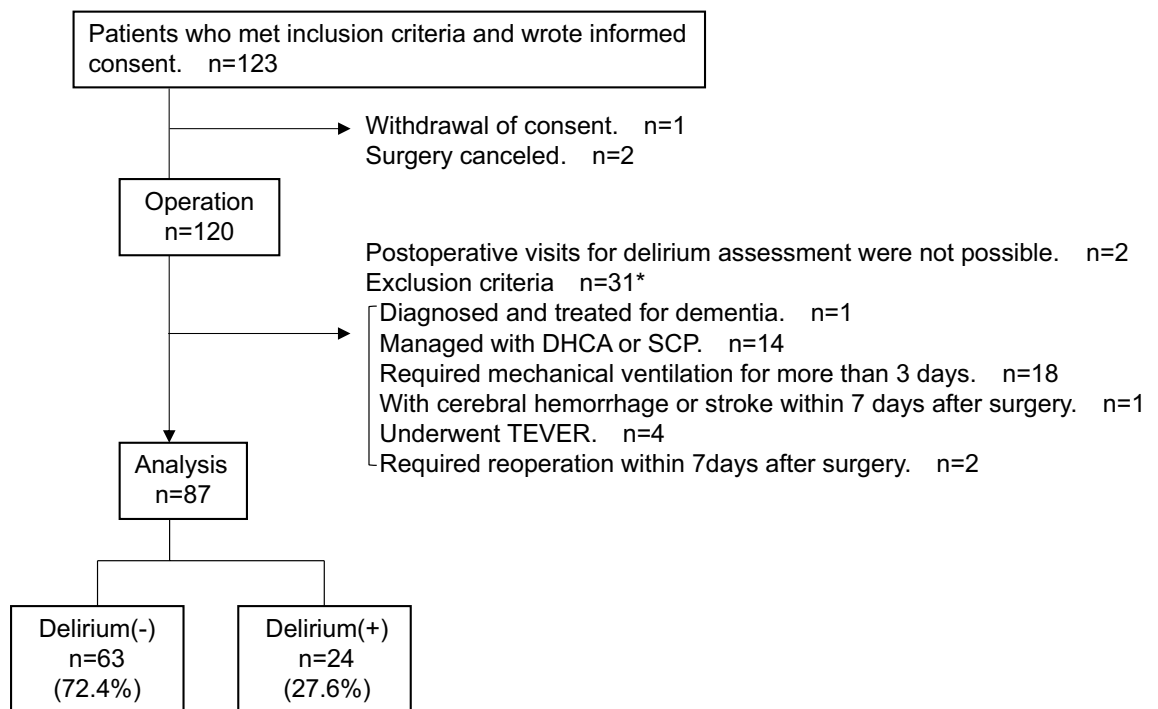 Patients who met inclusion criteria and wrote informed
consent. n=123
Withdrawal of consent. n=1
Surgery canceled. n=2
Operation
n=120
Postoperative visits for delirium assessment were not possible. n=2
Exclusion criteria n=31*
Diagnosed and treated for dementia. n=1
Managed with DHCA or SCP. n=14
Required mechanical ventilation for more than 3 days. n=18
With cerebral hemorrhage or stroke within 7 days after surgery. n=1
Underwent TEVER. n=4
Required reoperation within 7days after surgery. n=2
Analysis
n=87
Delirium(-)
n=63
(72.4%)
Delirium(+)
n=24
(27.6%)